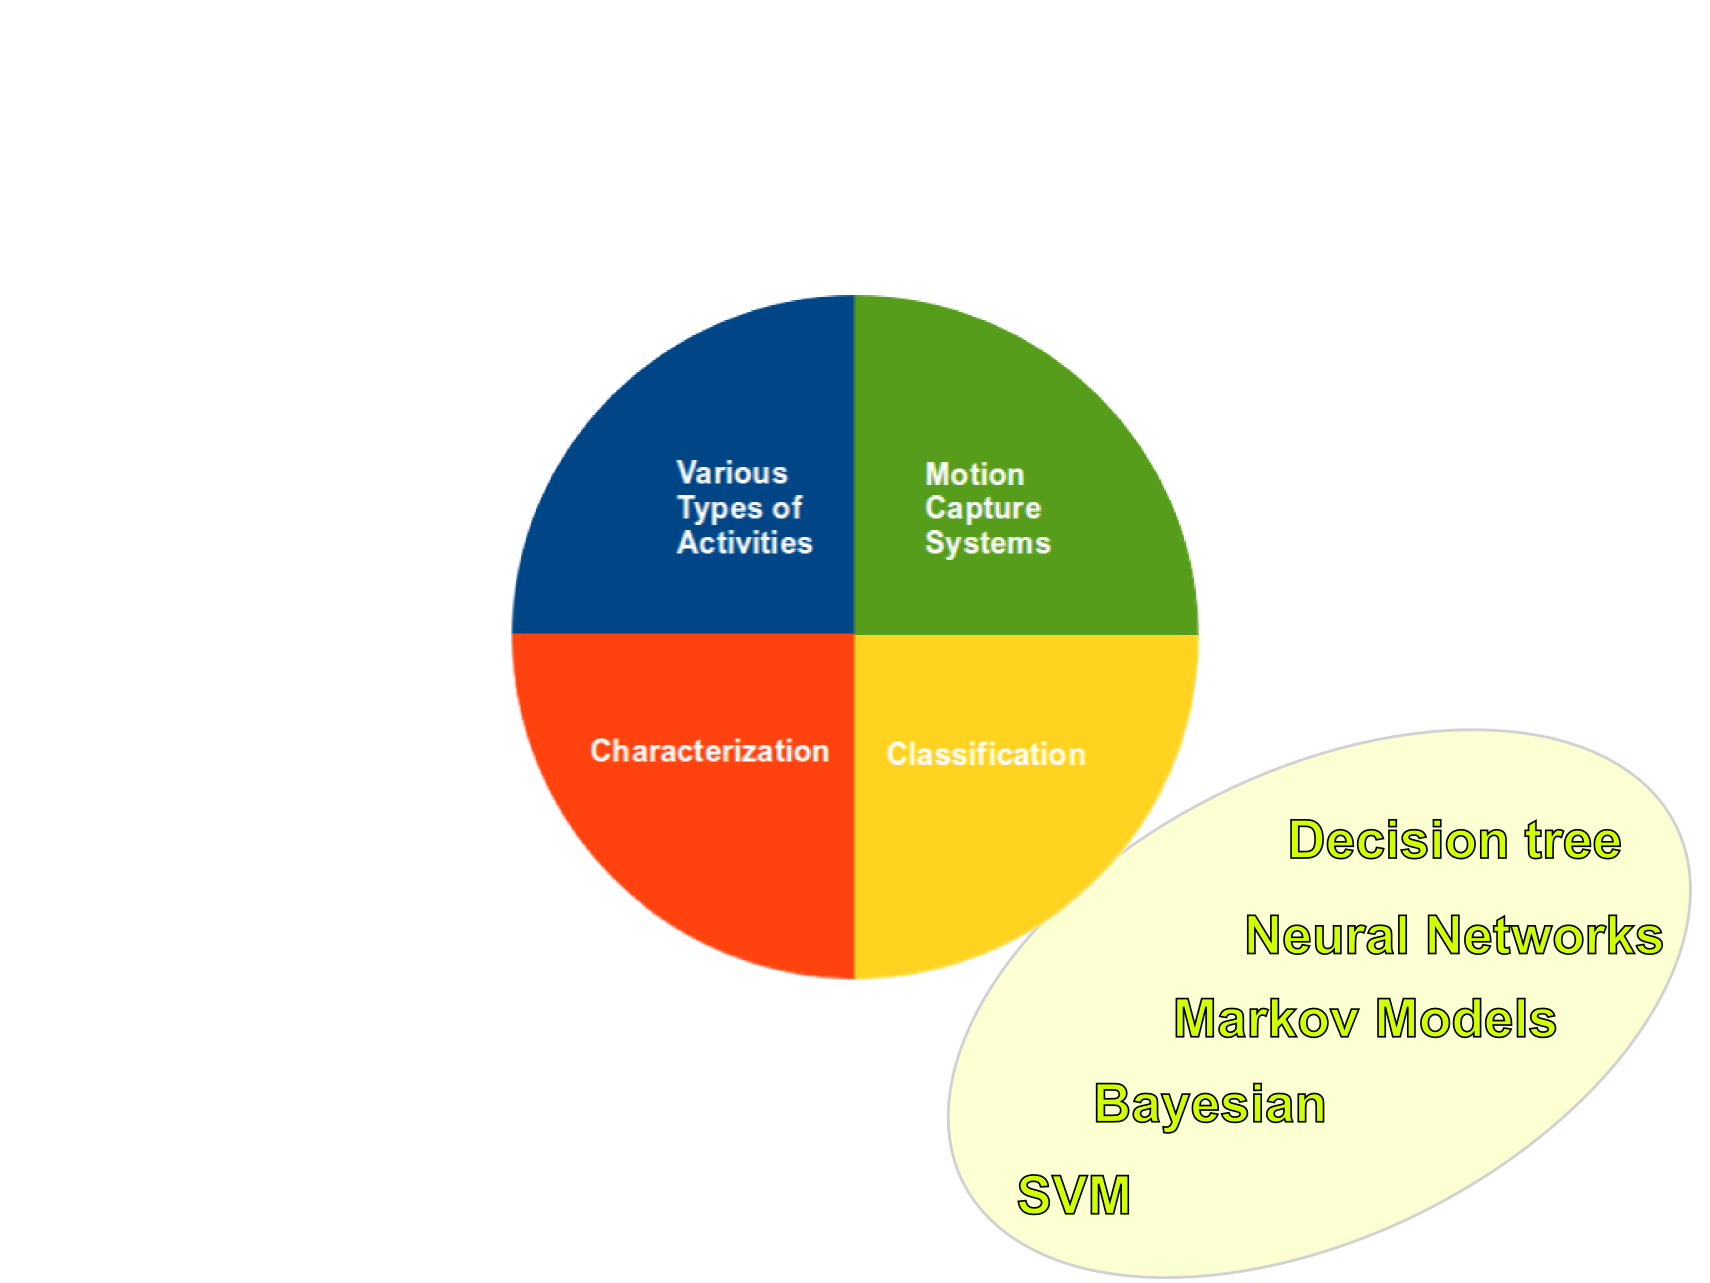 Various
Types of
Activities
Motion
Capture
Systems
Characterization
Classification
Decision tree
Neural Networks
Markov Models
Bayesian
SVM